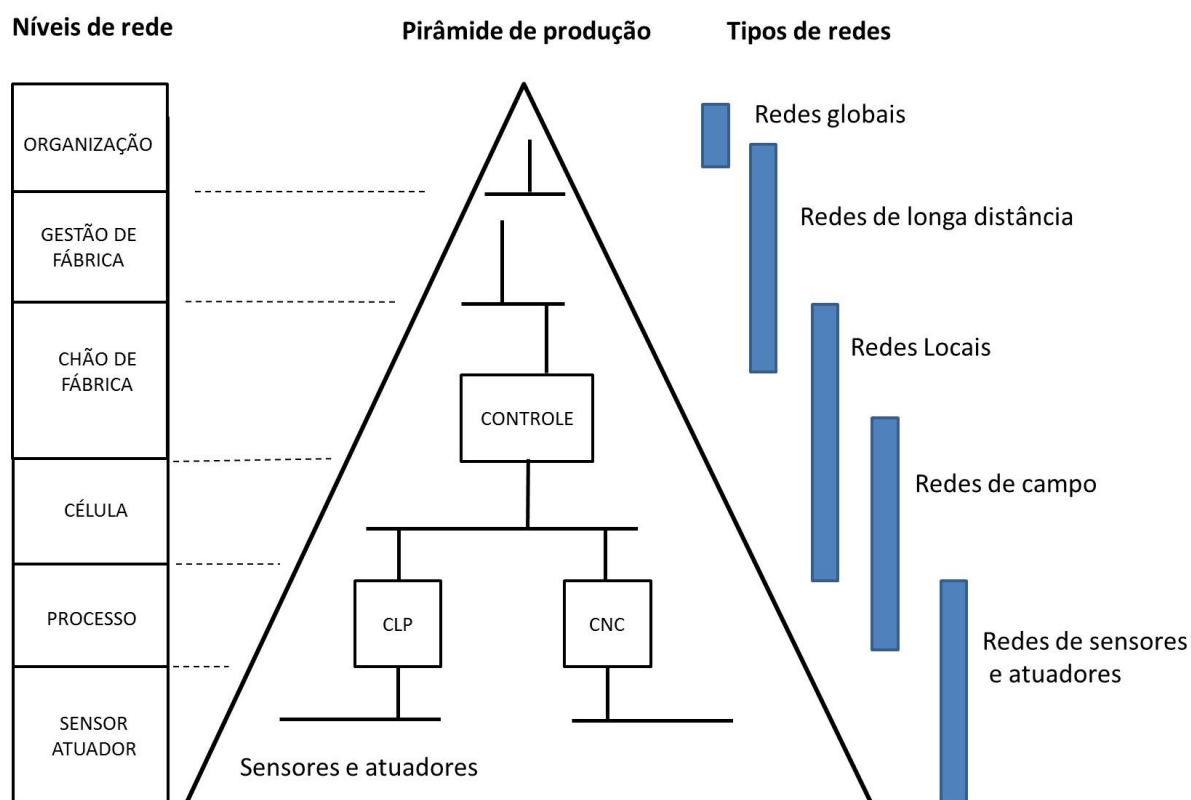 Níveis de rede
Pirâmide de produção
Tipos de redes
ORGANIZAÇÃO
GESTÃO DE
FÁBRICA
CHÃO DE
FÁBRICA
CÉLULA
PROCESSO
SENSOR
ATUADOR
CONTROLE
CLP
CNC
Sensores e atuadores
Redes globais
Redes de longa distância
Redes Locais
Redes de campo
Redes de sensores
e atuadores